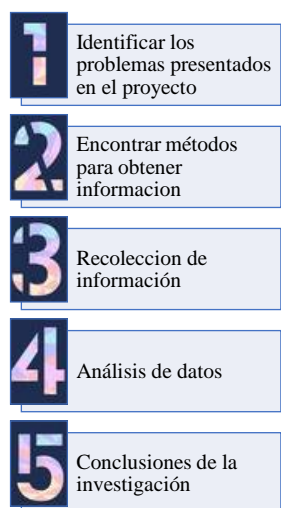 1
Identificar los
problemas presentados
en el proyecto
2
Encontrar métodos
para obtener
informacion
3
Recoleccion de
información
4
Análisis de datos
5
Conclusiones de la
investigación